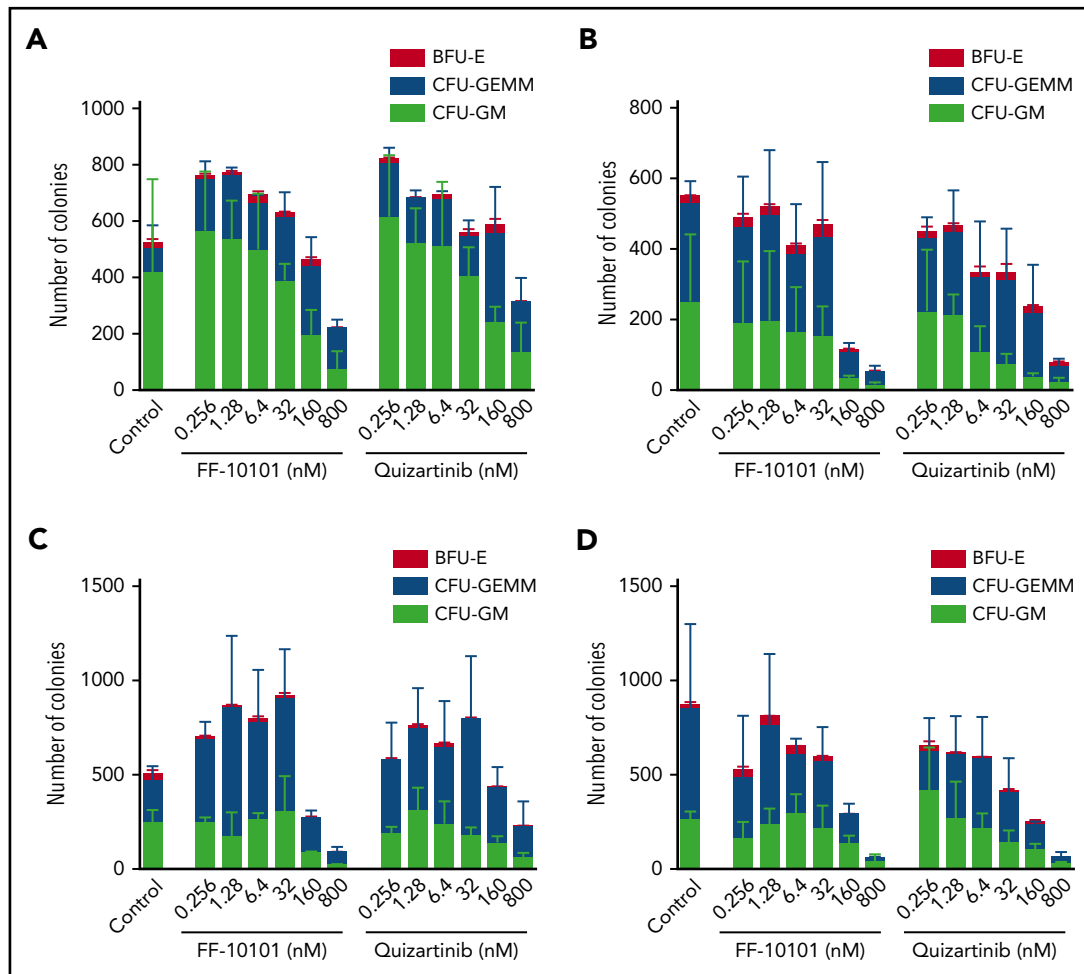 A
BFU-E
CFU-GEMM
CFU-GM
Number of colonies
1000
800
600
400
200
0
Control
0.256
1.28
6.4
32
160
800
0.256
1.28
6.4
32
160
800
FF-10101 (nM)
Quizartinib (nM)
B
BFU-E
CFU-GEMM
CFU-GM
Number of colonies
800
600
400
200
0
Control
0.256
1.28
6.4
32
160
800
0.256
1.28
6.4
32
160
800
FF-10101 (nM)
Quizartinib (nM)
C
BFU-E
CFU-GEMM
CFU-GM
Number of colonies
1500
1000
500
0
Control
0.256
1.28
6.4
32
160
800
0.256
1.28
6.4
32
160
800
FF-10101 (nM)
Quizartinib (nM)
D
BFU-E
CFU-GEMM
CFU-GM
Number of colonies
1500
1000
500
0
Control
0.256
1.28
6.4
32
160
800
0.256
1.28
6.4
32
160
800
FF-10101 (nM)
Quizartinib (nM)